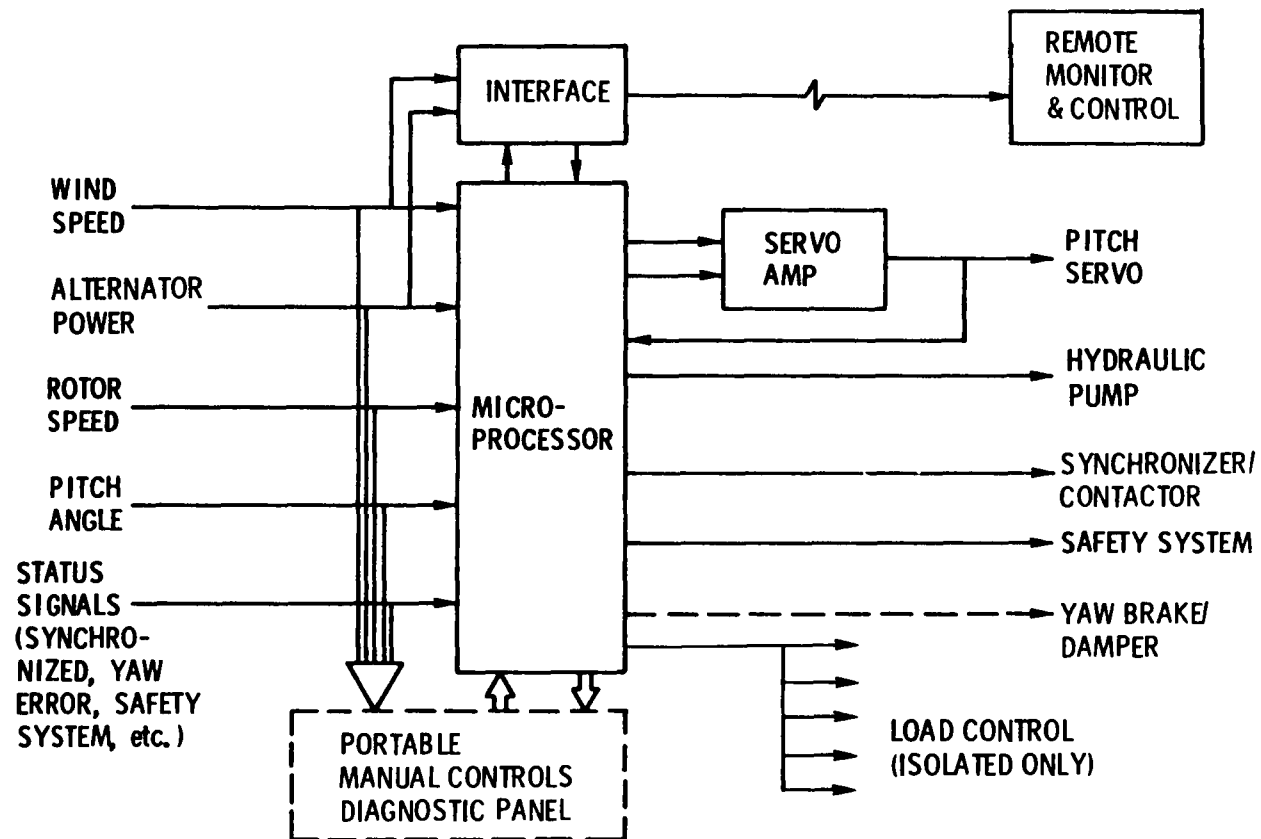 REMOTE
MONITOR
& CONTROL
INTERFACE
WIND
SPEED
SERVO
AMP
PITCH
SERVO
ALTERNATOR
POWER
HYDRAULIC
PUMP
ROTOR
SPEED
MICRO-
PROCESSOR
SYNCHRONIZER/
CONTACTOR
PITCH
ANGLE
SAFETY SYSTEM
STATUS
SIGNALS
(SYNCHRO-
NIZED, YAW
ERROR, SAFETY
SYSTEM, etc.)
YAW BRAKE/
DAMPER
LOAD CONTROL
(ISOLATED ONLY)
PORTABLE
MANUAL CONTROLS
DIAGNOSTIC PANEL